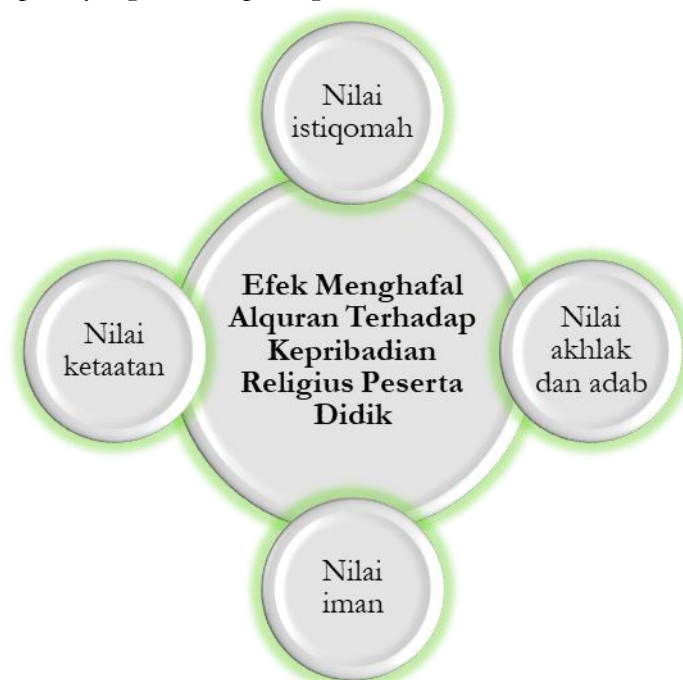 Nilai
istiqomah
Efek Menghafal
Alquran Terhadap
Kepribadian
Religius Peserta
Didik
Nilai
akhlak
dan adab
Nilai
iman
Nilai
ketaatan